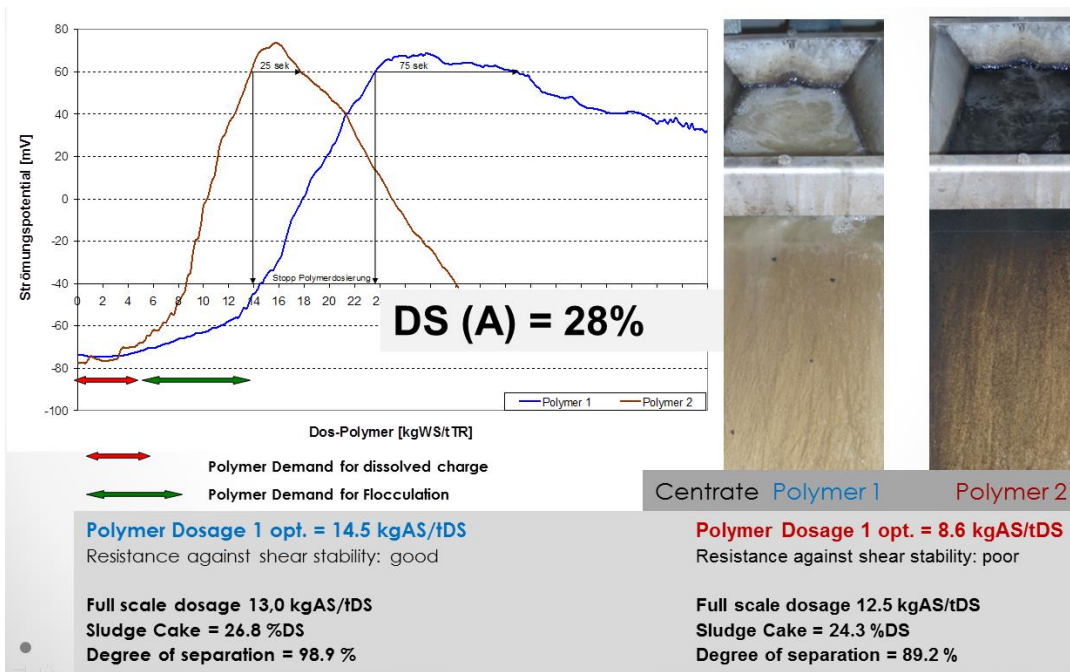 80
60
40
20
0
-20
-40
-60
-80
-100
Strömungspotential [mV]
25 sek
75 sek
Stopp Polymerdosierung
0 2 4 6 8 10 12 14 16 18 20 22 2
DS (A) = 28%
Polymer 1 Polymer 2
Dos-Polymer [kgWS/tTR]
Polymer Demand for dissolved charge
Polymer Demand for Flocculation
Centrate Polymer 1 Polymer 2
Polymer Dosage 1 opt. = 14.5 kgAS/tDS
Resistance against shear stability: good
Full scale dosage 13,0 kgAS/tDS
Sludge Cake = 26.8 %DS
Degree of separation = 98.9 %
Polymer Dosage 1 opt. = 8.6 kgAS/tDS
Resistance against shear stability: poor
Full scale dosage 12.5 kgAS/tDS
Sludge Cake = 24.3 %DS
Degree of separation = 89.2 %